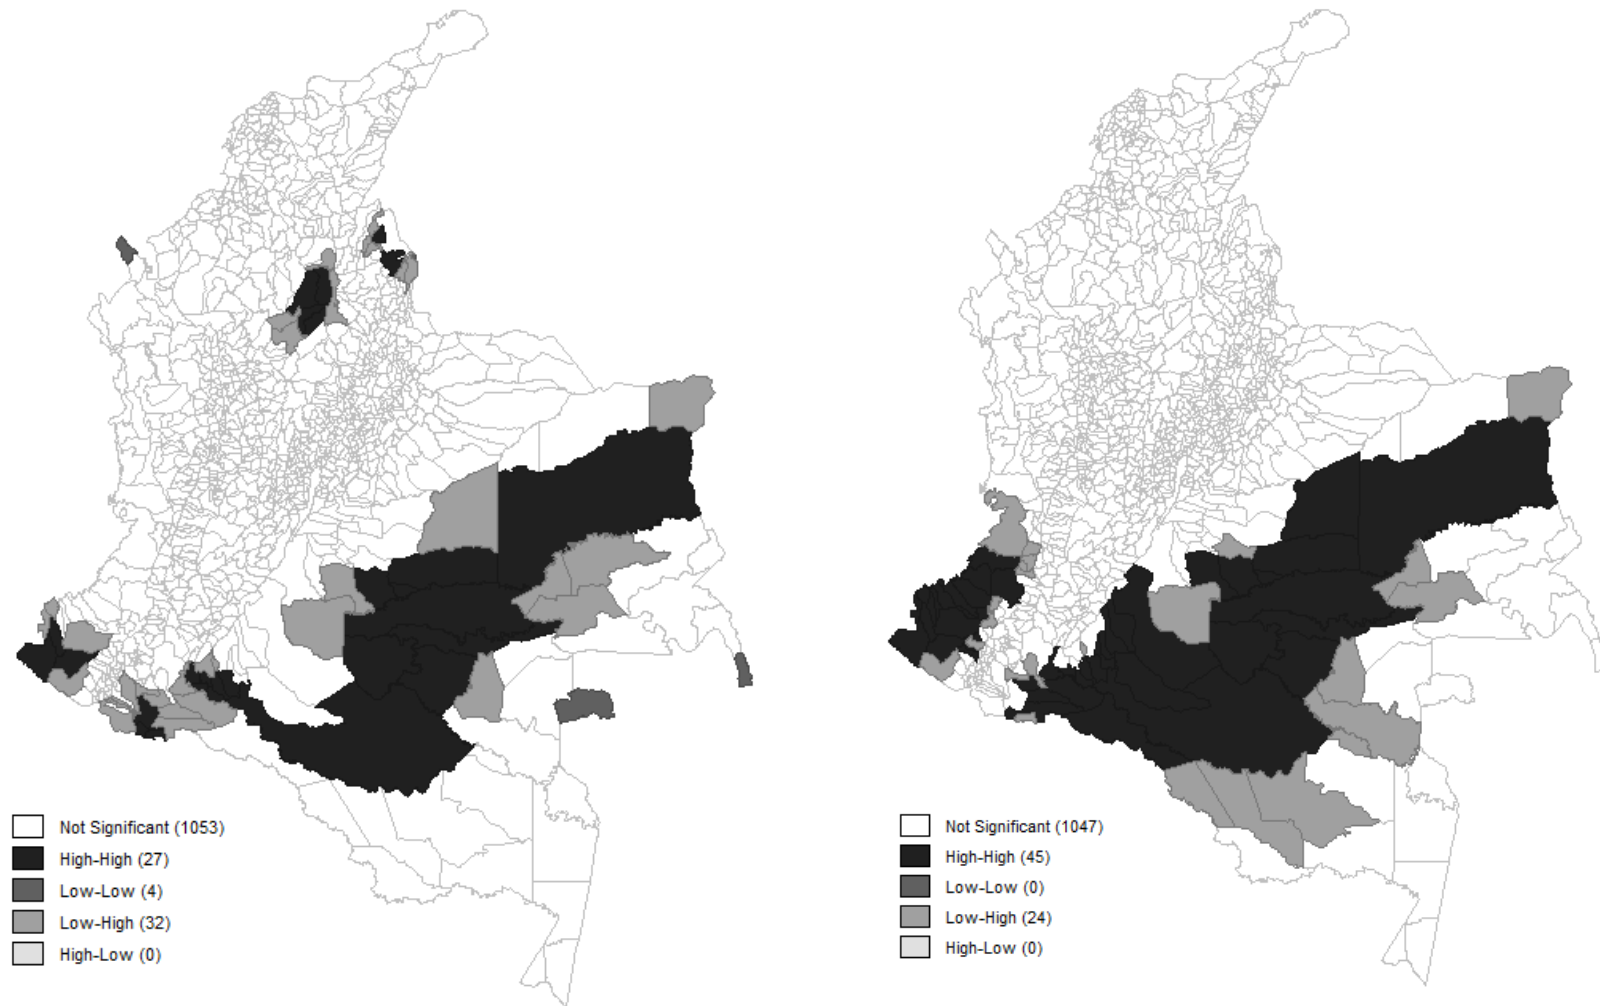 Not Significant (1053)
High-High (27)
Low-Low (4)
Low-High (32)
High-Low (0)
Not Significant (1047)
High-High (45)
Low-Low (0)
Low-High (24)
High-Low (0)